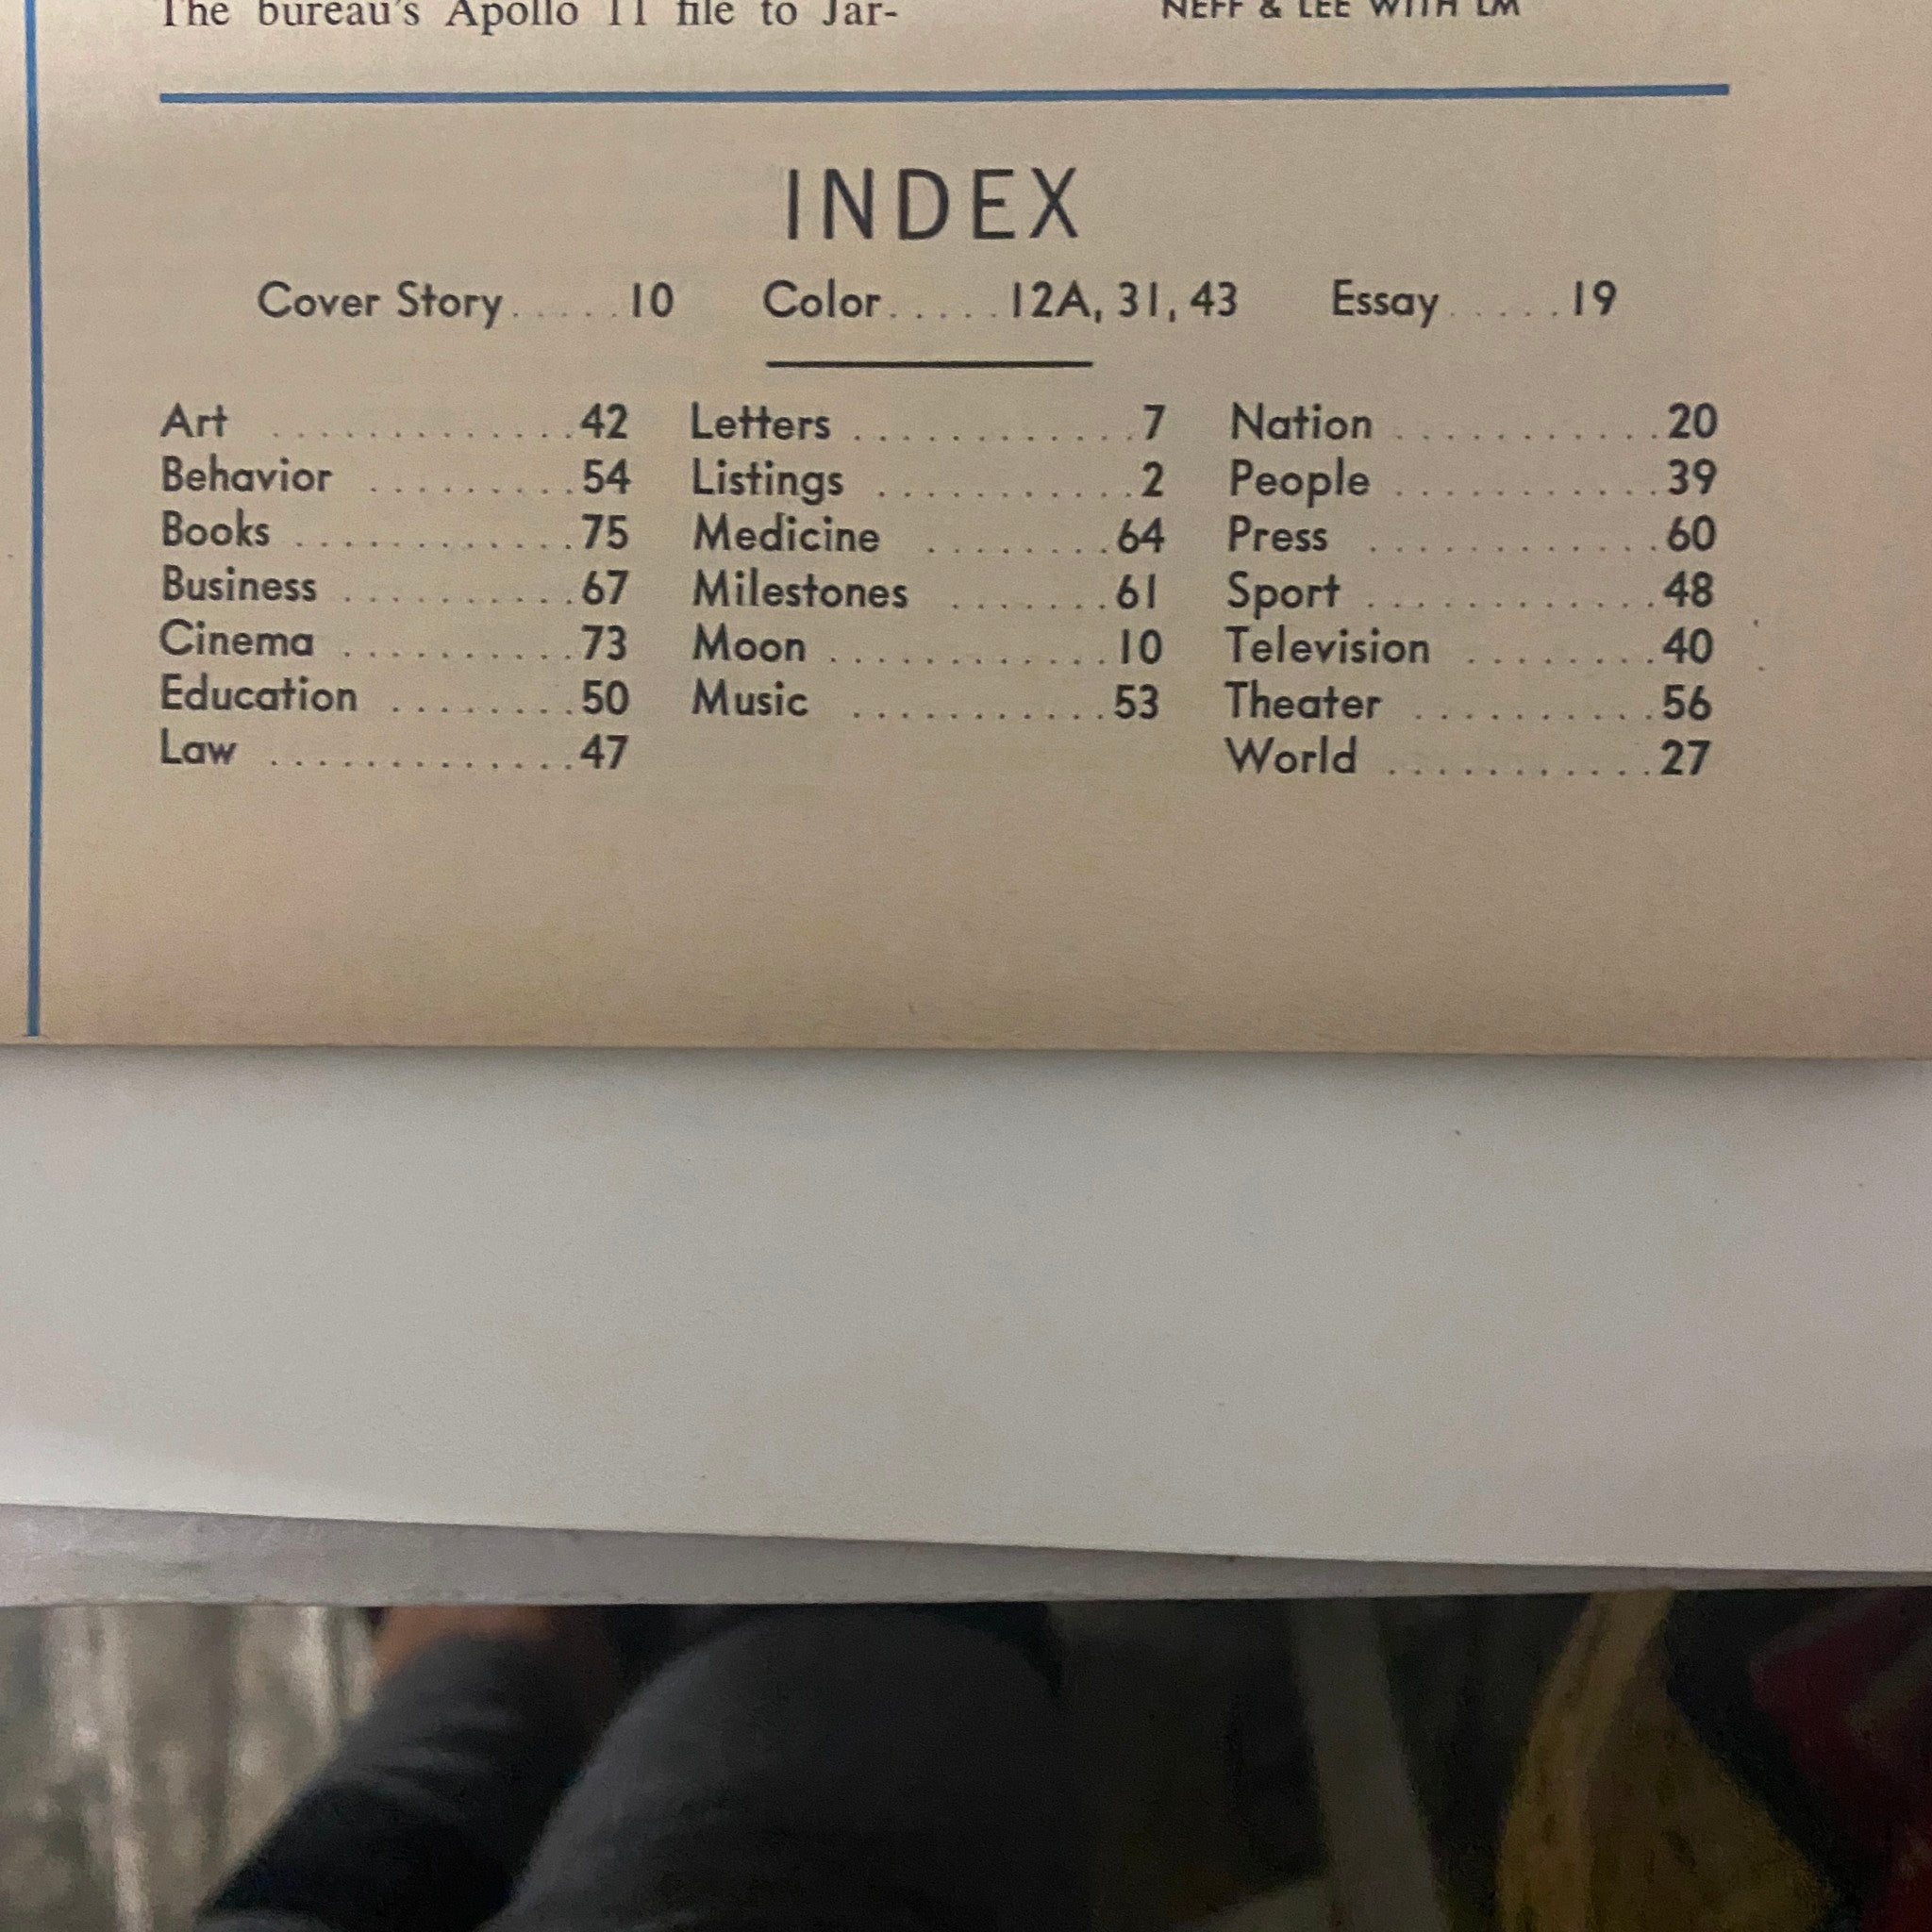 The bureau's Apollo 11 file to Jar-
NEFF & LEE WITH LM
INDEX
Cover Story.....10 Color.....12A, 31, 43 Essay.....19
Art .............42
Behavior .........54
Books ............75
Business ..........67
Cinema ..........73
Education ........50
Law .............47
Letters ............7
Listings ...........2
Medicine ........64
Milestones .......61
Moon ............10
Music ...........53
Nation ...........20
People ...........39
Press ............60
Sport ............48
Television ........40
Theater ..........56
World ...........27